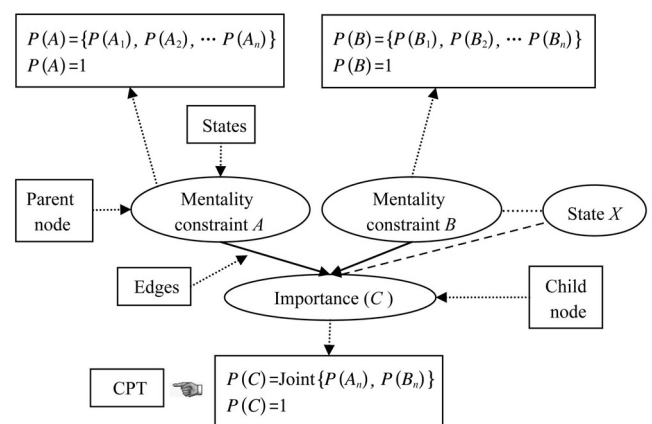 P(A)={P(A₁), P(A₂), ⋯ P(Aₙ)}
P(A)=1
P(B)={P(B₁), P(B₂), ⋯ P(Bₙ)}
P(B)=1
States
Parent
node
Mentality
constraint A
Mentality
constraint B
State X
Edges
Importance (C )
Child
node
CPT
P(C)=Joint{P(Aₙ), P(Bₙ)}
P(C)=1